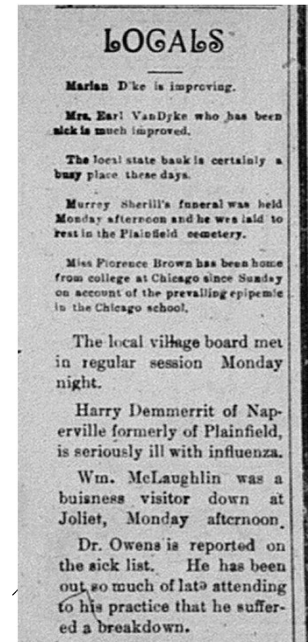 LOCALS
Marian D'ke is improving.
Mrs. Earl VanDyke who has been
sick is much improved.
The local state bank is certainly a
busy place these days.
Murrey Sherill's funeral was held
Monday afternoon and he wes laid to
rest in the Plainfield cemetery.
Miss Florence Brown has been home
from college at Chicago since Sunday
on account of the prevailing epipemie
in the Chicago school.
The local village board met
in regular session Monday
night.
Harry Demmerrit of Nap-
erville formerly of Plainfield,
is seriously ill with influenza.
Wm. McLaughlin was a
buisness visitor down at
Joliet, Monday afternoon.
Dr. Owens is reported on
the sick list. He has been
out so much of late attending
to his practice that he suffer-
ed a breakdown.